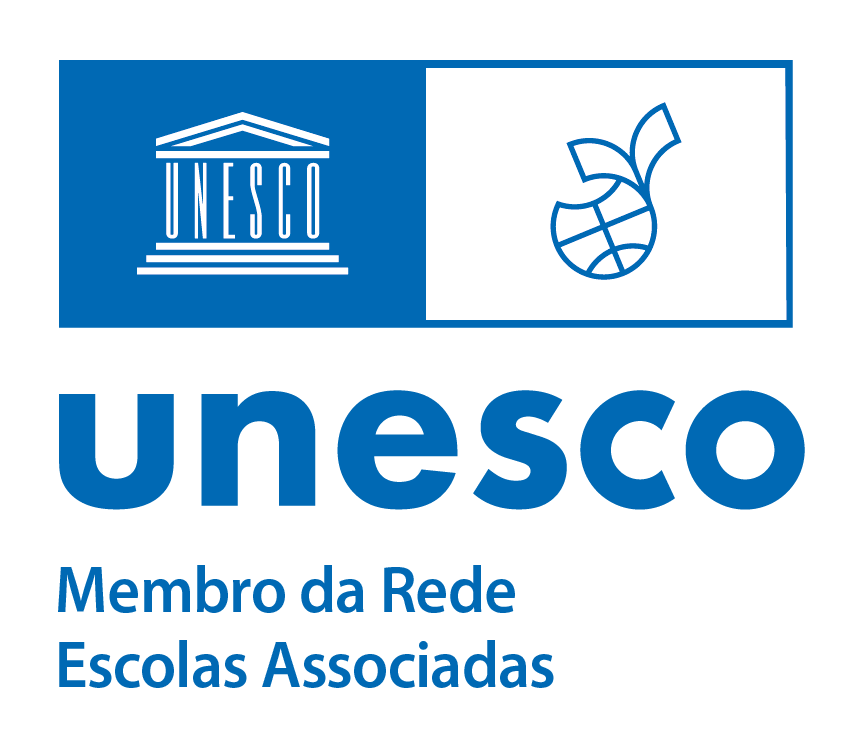 UNESCO
unesco
Membro da Rede
Escolas Associadas